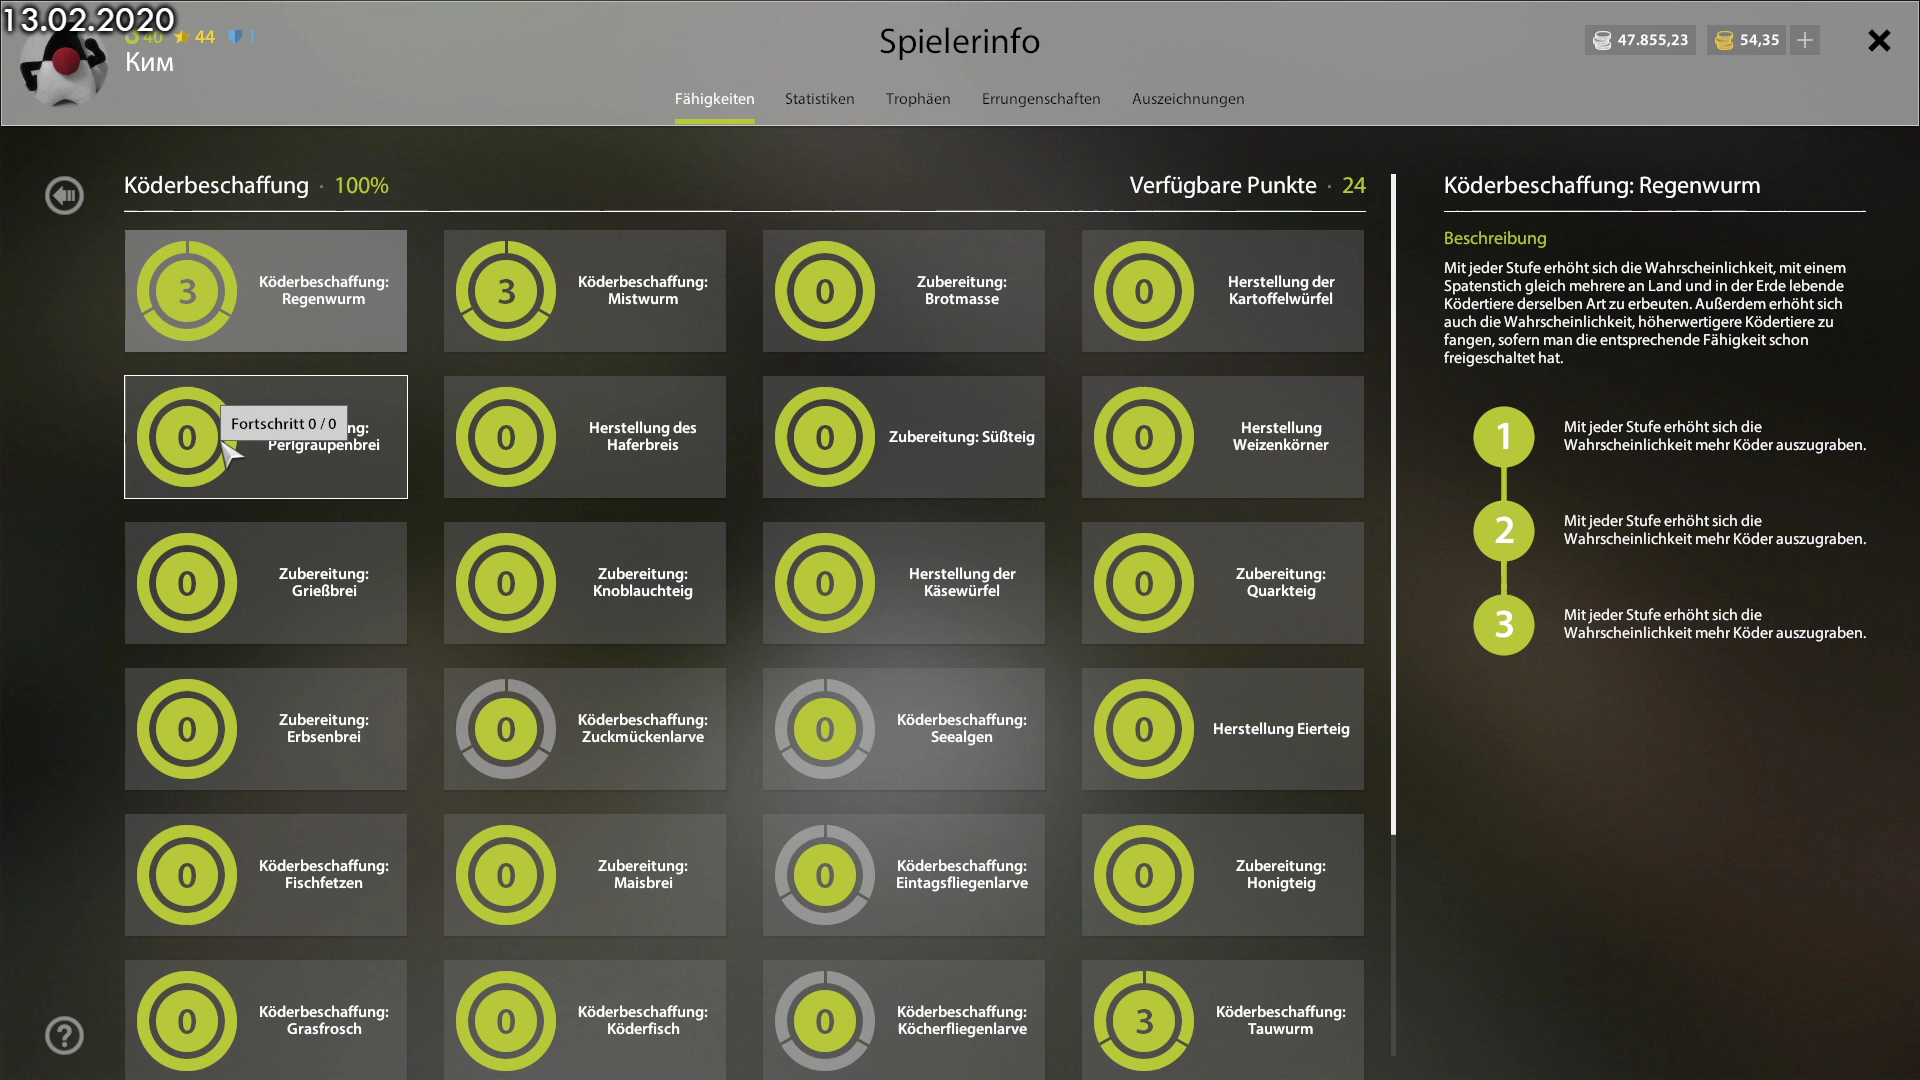 13.02.2020
40 44 1
Ким
Spielerinfo
47.855,23
54,35
Fähigkeiten
Statistiken
Trophäen
Errungenschaften
Auszeichnungen
Köderbeschaffung · 100%
Verfügbare Punkte · 24
3
Köderbeschaffung:
Regenwurm
3
Köderbeschaffung:
Mistwurm
0
Zubereitung:
Brotmasse
0
Herstellung der
Kartoffelwürfel
0
Fortschritt 0 / 0
ng:
Perlgraupenbrei
0
Herstellung des
Haferbreis
0
Zubereitung: Süßteig
0
Herstellung
Weizenkörner
0
Zubereitung:
Grießbrei
0
Zubereitung:
Knoblauchteig
0
Herstellung der
Käsewürfel
0
Zubereitung:
Quarkteig
0
Zubereitung:
Erbsenbrei
0
Köderbeschaffung:
Zuckmückenlarve
0
Köderbeschaffung:
Seealgen
0
Herstellung Eierteig
0
Köderbeschaffung:
Fischfetzen
0
Zubereitung:
Maisbrei
0
Köderbeschaffung:
Eintagsfliegenlarve
0
Zubereitung:
Honigteig
0
Köderbeschaffung:
Grasfrosch
0
Köderbeschaffung:
Köderfisch
0
Köderbeschaffung:
Köcherfliegenlarve
3
Köderbeschaffung:
Tauwurm
Köderbeschaffung: Regenwurm
Beschreibung
Mit jeder Stufe erhöht sich die Wahrscheinlichkeit, mit einem
Spatenstich gleich mehrere an Land und in der Erde lebende
Ködertiere derselben Art zu erbeuten. Außerdem erhöht sich
auch die Wahrscheinlichkeit, höherwertigere Ködertiere zu
fangen, sofern man die entsprechende Fähigkeit schon
freigeschaltet hat.
1
Mit jeder Stufe erhöht sich die
Wahrscheinlichkeit mehr Köder auszugraben.
2
Mit jeder Stufe erhöht sich die
Wahrscheinlichkeit mehr Köder auszugraben.
3
Mit jeder Stufe erhöht sich die
Wahrscheinlichkeit mehr Köder auszugraben.
?